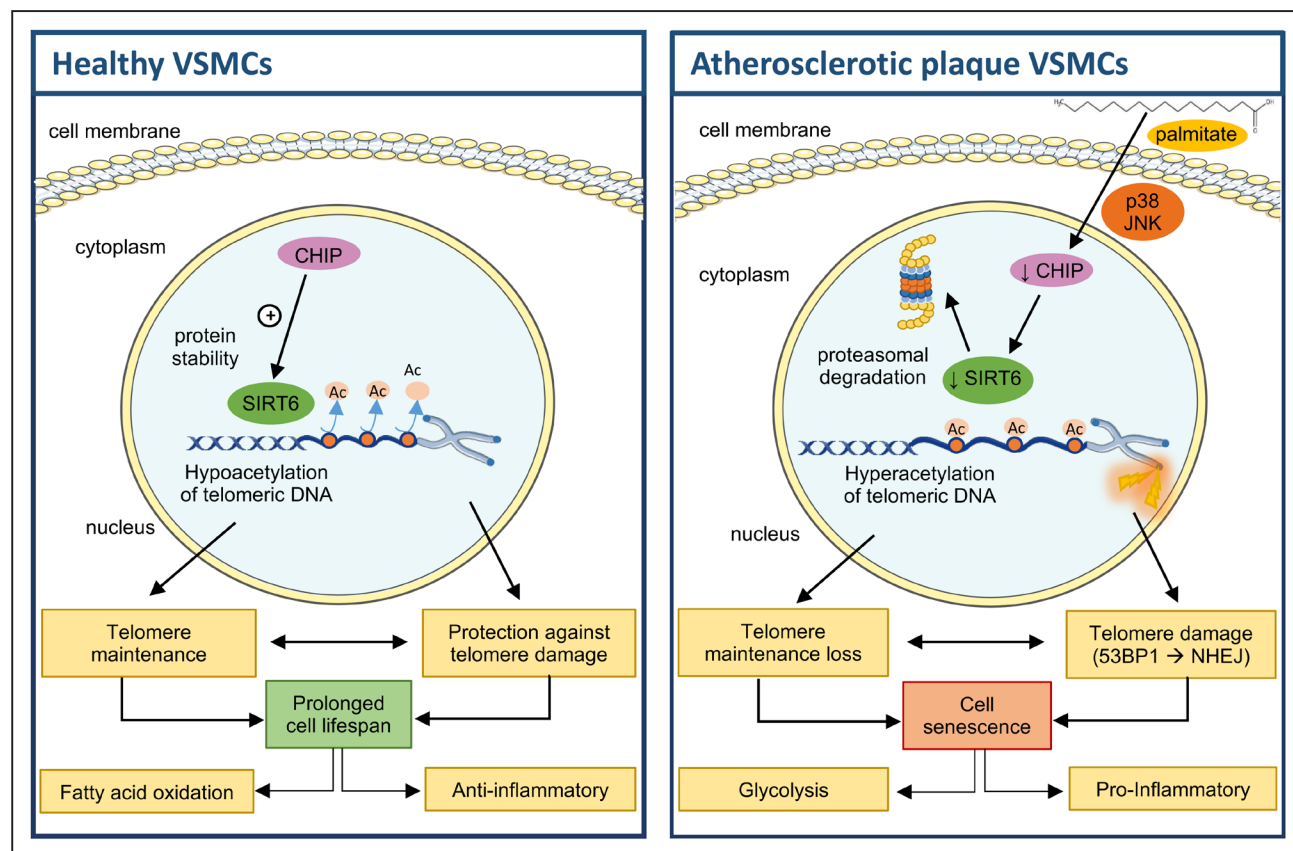 Healthy VSMCs
cell membrane
cytoplasm
CHIP
+
protein
stability
SIRT6
Ac
Ac
Ac
Hypoacetylation
of telomeric DNA
nucleus
Telomere
maintenance
Protection against
telomere damage
Prolonged
cell lifespan
Fatty acid oxidation
Anti-inflammatory
Atherosclerotic plaque VSMCs
H₃C
OH
O
cell membrane
palmitate
p38
JNK
cytoplasm
↓ CHIP
proteasomal
degradation
↓ SIRT6
Ac
Ac
Ac
Hyperacetylation
of telomeric DNA
nucleus
Telomere
maintenance loss
Telomere damage
(53BP1 → NHEJ)
Cell
senescence
Glycolysis
Pro-Inflammatory